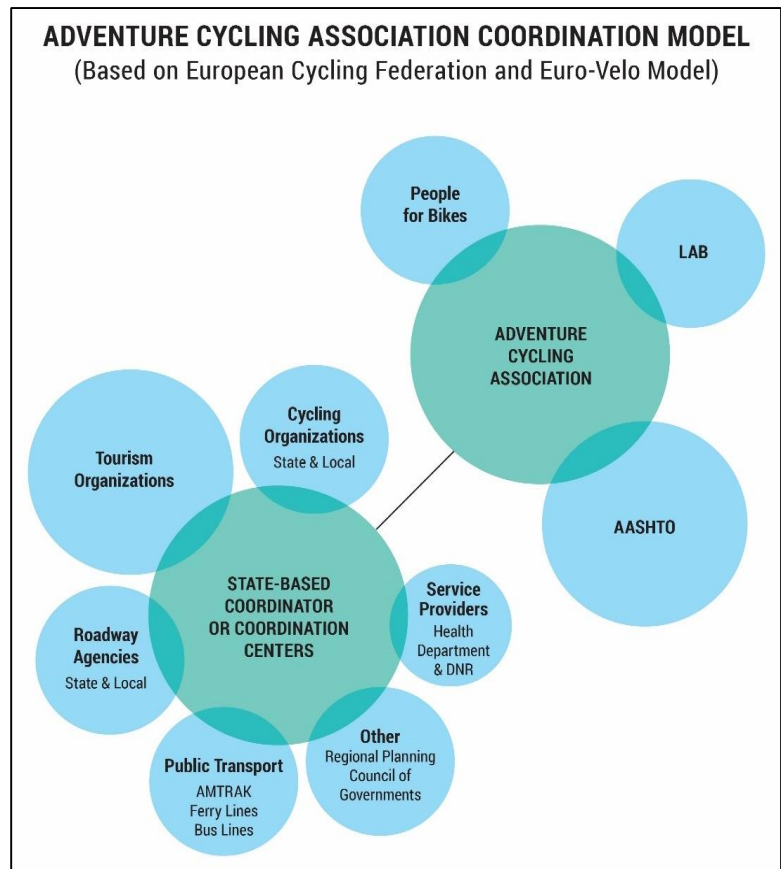 ADVENTURE CYCLING ASSOCIATION COORDINATION MODEL
(Based on European Cycling Federation and Euro-Velo Model)
People
for Bikes
LAB
ADVENTURE
CYCLING
ASSOCIATION
Cycling
Organizations
State & Local
Tourism
Organizations
AASHTO
STATE-BASED
COORDINATOR
OR COORDINATION
CENTERS
Service
Providers
Health
Department
& DNR
Roadway
Agencies
State & Local
Other
Regional Planning
Council of
Governments
Public Transport
AMTRAK
Ferry Lines
Bus Lines